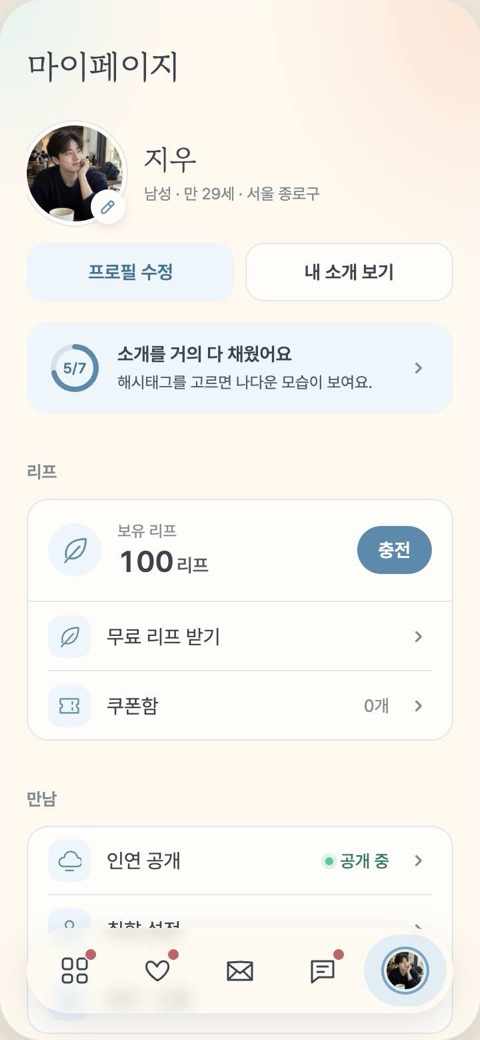 마이페이지
지우
남성 · 만 29세 · 서울 종로구
프로필 수정
내 소개 보기
5/7
소개를 거의 다 채웠어요
해시태그를 고르면 나다운 모습이 보여요.
리프
보유 리프
100 리프
충전
무료 리프 받기
쿠폰함
0개
만남
인연 공개
공개 중